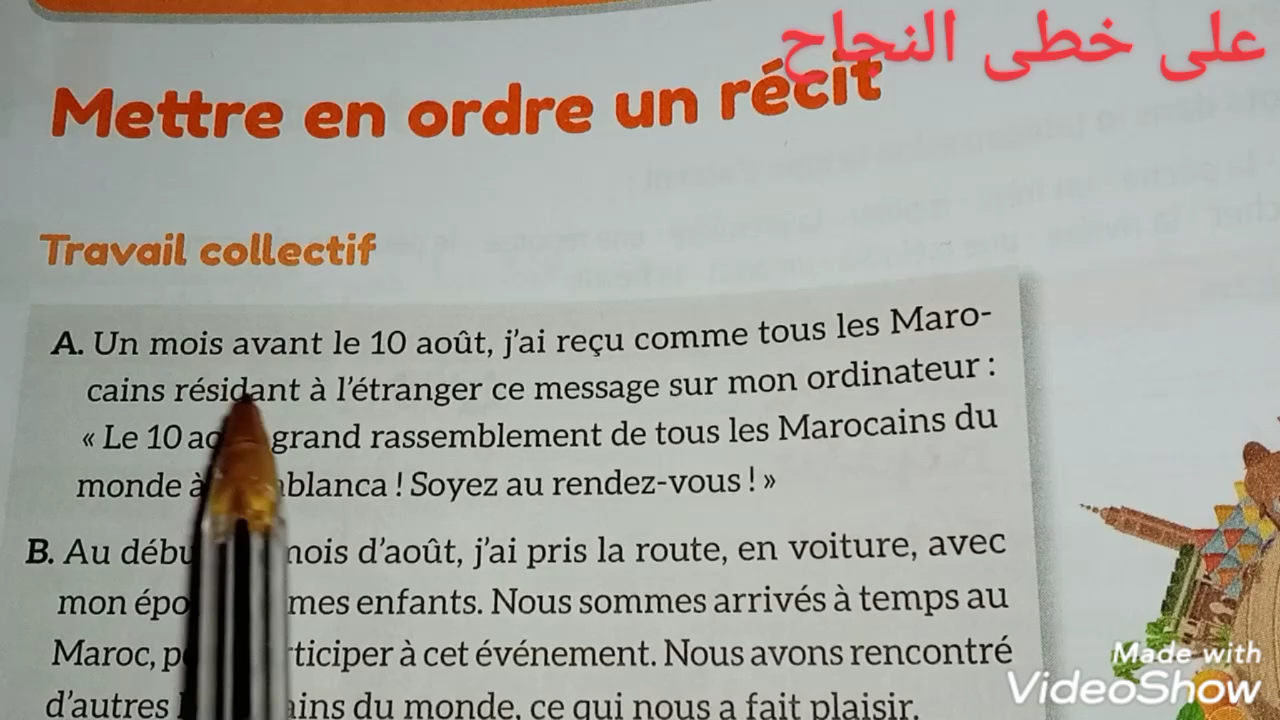 على خطى النجاح
Mettre en ordre un récit
Travail collectif
A. Un mois avant le 10 août, j'ai reçu comme tous les Maro-
cains résidant à l'étranger ce message sur mon ordinateur :
« Le 10 grand rassemblement de tous les Marocains du
monde à ! Soyez au rendez-vous ! »
B. Au mois d'août, j'ai pris la route, en voiture, avec
mon mes enfants. Nous sommes arrivés à temps au
Maroc, à cet événement. Nous avons rencontré
d'autres du monde, ce qui nous a fait plaisir.
Made with
VideoShow